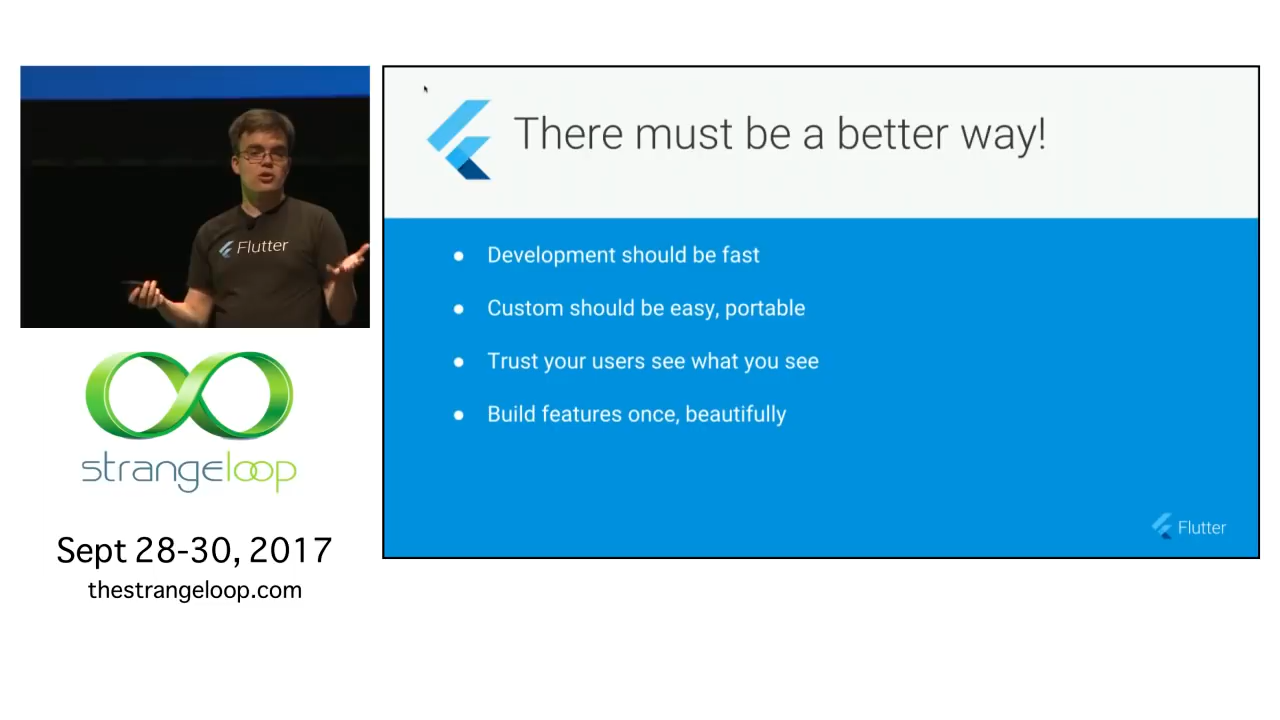 There must be a better way!
Flutter
● Development should be fast
● Custom should be easy, portable
● Trust your users see what you see
● Build features once, beautifully
strangeloop
Flutter
Sept 28-30, 2017
thestrangeloop.com